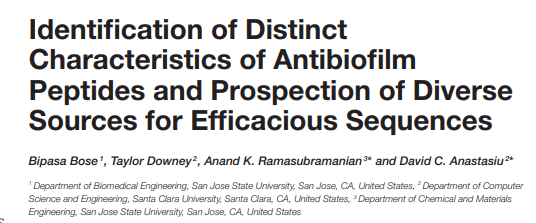 Identification of Distinct
Characteristics of Antibiofilm
Peptides and Prospection of Diverse
Sources for Efficacious Sequences
Bipasa Bose¹, Taylor Downey², Anand K. Ramasubramanian³* and David C. Anastasiu²*
¹ Department of Biomedical Engineering, San Jose State University, San Jose, CA, United States, ² Department of Computer
Science and Engineering, Santa Clara University, Santa Clara, CA, United States, ³ Department of Chemical and Materials
Engineering, San Jose State University, San Jose, CA, United States